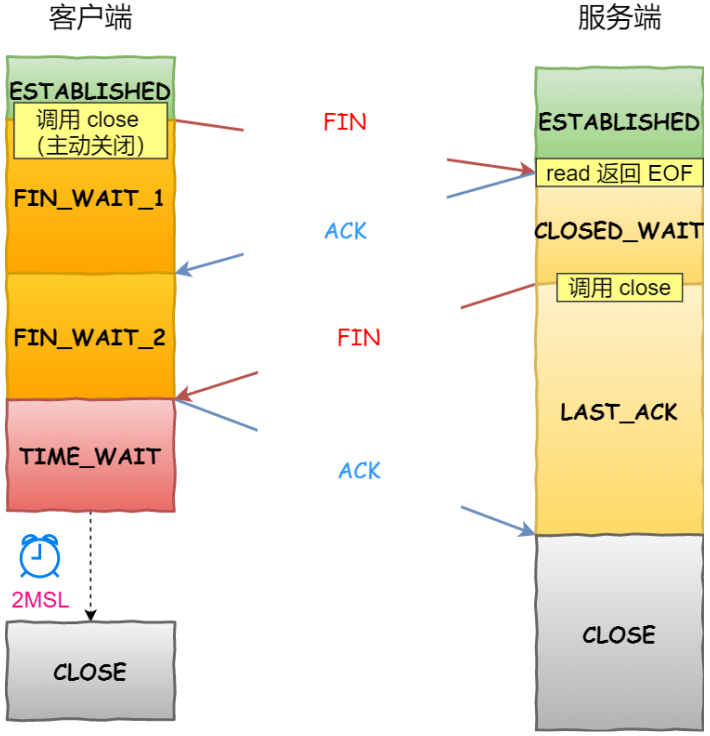 客户端
服务端
ESTABLISHED
调用 close
（主动关闭）
FIN
ESTABLISHED
read 返回 EOF
FIN_WAIT_1
ACK
CLOSED_WAIT
调用 close
FIN_WAIT_2
FIN
LAST_ACK
TIME_WAIT
ACK
2MSL
CLOSE
CLOSE